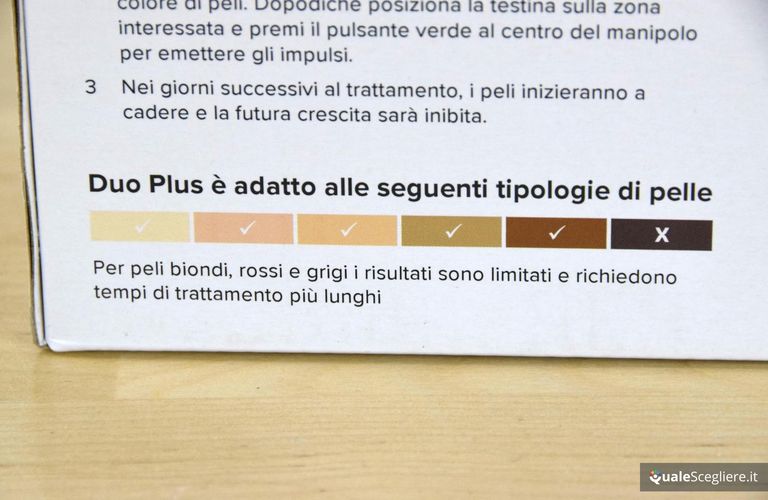 colore di peli. Dopodiché posiziona la testina sulla zona
interessata e premi il pulsante verde al centro del manipolo
per emettere gli impulsi.
3 Nei giorni successivi al trattamento, i peli inizieranno a
cadere e la futura crescita sarà inibita.
Duo Plus è adatto alle seguenti tipologie di pelle
✓ ✓ ✓ ✓ ✓ X
Per peli biondi, rossi e grigi i risultati sono limitati e richiedono
tempi di trattamento più lunghi
QualeScegliere.it